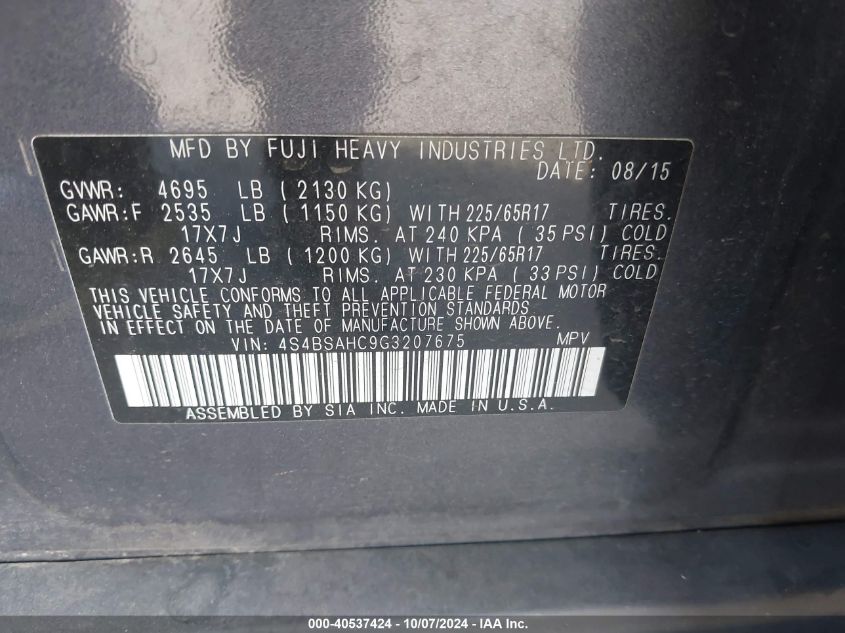 MFD BY FUJI HEAVY INDUSTRIES LTD.
DATE: 08/15
GVWR: 4695 LB ( 2130 KG)
GAWR:F 2535 LB ( 1150 KG) WITH 225/65R17 TIRES.
17X7J RIMS. AT 240 KPA ( 35 PSI) COLD
GAWR:R 2645 LB ( 1200 KG) WITH 225/65R17 TIRES.
17X7J RIMS. AT 230 KPA ( 33 PSI) COLD
THIS VEHICLE CONFORMS TO ALL APPLICABLE FEDERAL MOTOR
VEHICLE SAFETY AND THEFT PREVENTION STANDARDS
IN EFFECT ON THE DATE OF MANUFACTURE SHOWN ABOVE.
VIN: 4S4BSAHC9G3207675 MPV
ASSEMBLED BY SIA INC. MADE IN U.S.A.
000-40537424 - 10/07/2024 - IAA Inc.